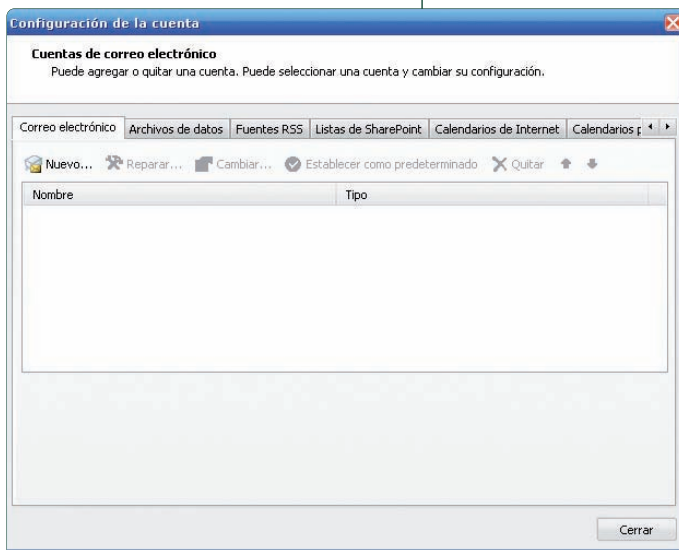 Configuración de la cuenta
Cuentas de correo electrónico
Puede agregar o quitar una cuenta. Puede seleccionar una cuenta y cambiar su configuración.
Correo electrónico Archivos de datos Fuentes RSS Listas de SharePoint Calendarios de Internet Calendarios p
Nuevo... Reparar... Cambiar... Establecer como predeterminado Quitar
Nombre Tipo
Cerrar